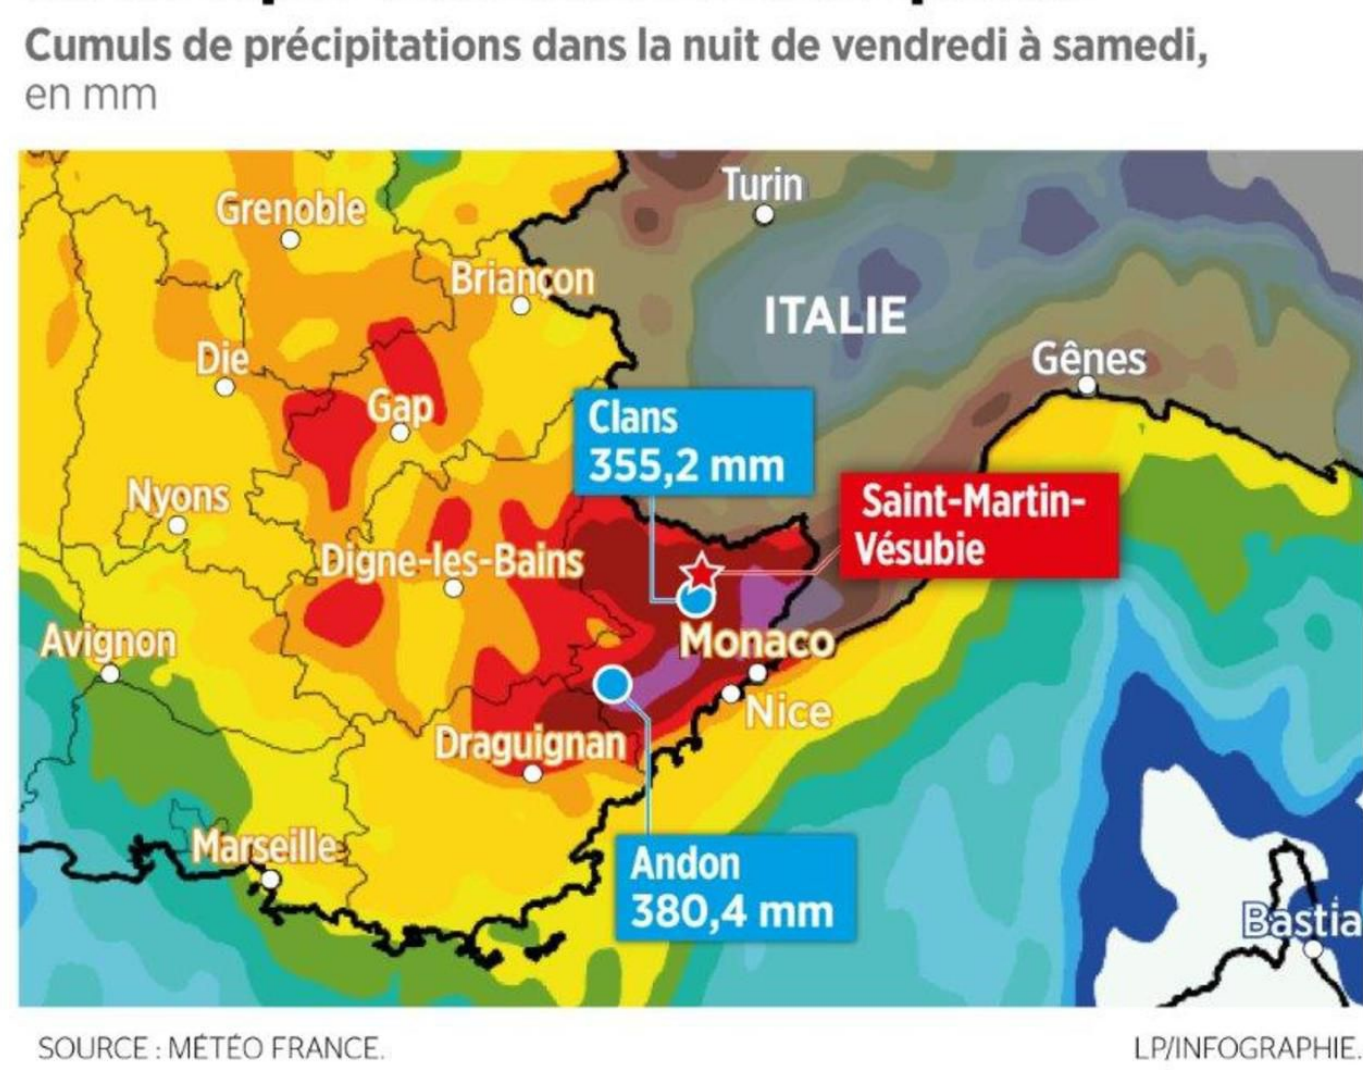 Cumuls de précipitations dans la nuit de vendredi à samedi,
en mm
Turin
Grenoble
Briançon
ITALIE
Die
Gênes
Gap
Clans
355,2 mm
Saint-Martin-
Vésubie
Nyons
Digne-les-Bains
Avignon
Monaco
Nice
Draguignan
Marseille
Andon
380,4 mm
Bastia
SOURCE : MÉTÉO FRANCE.
LP/INFOGRAPHIE.